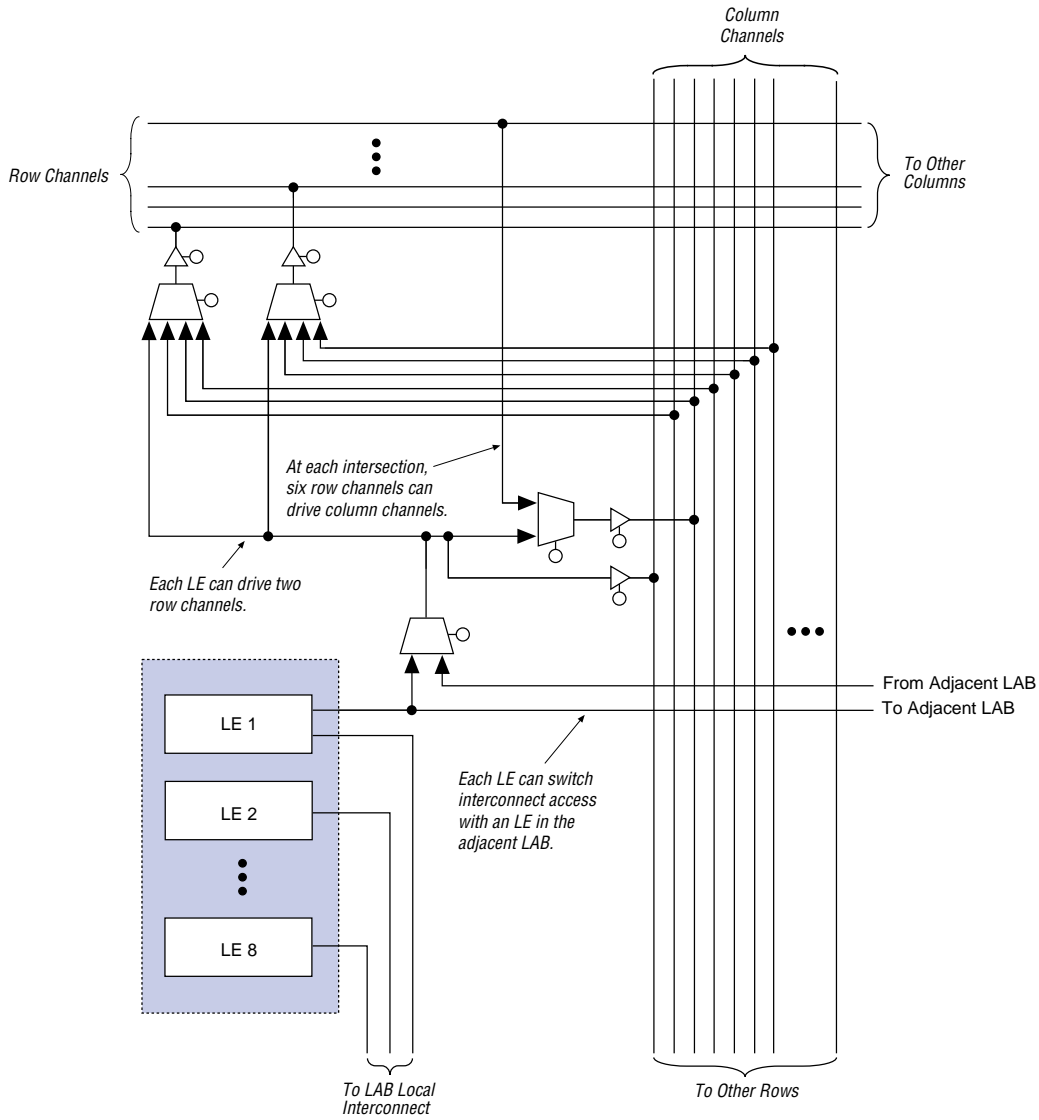 Column
Channels
Row Channels
To Other
Columns
At each intersection,
six row channels can
drive column channels.
Each LE can drive two
row channels.
From Adjacent LAB
To Adjacent LAB
LE 1
Each LE can switch
interconnect access
with an LE in the
adjacent LAB.
LE 2
LE 8
To LAB Local
Interconnect
To Other Rows